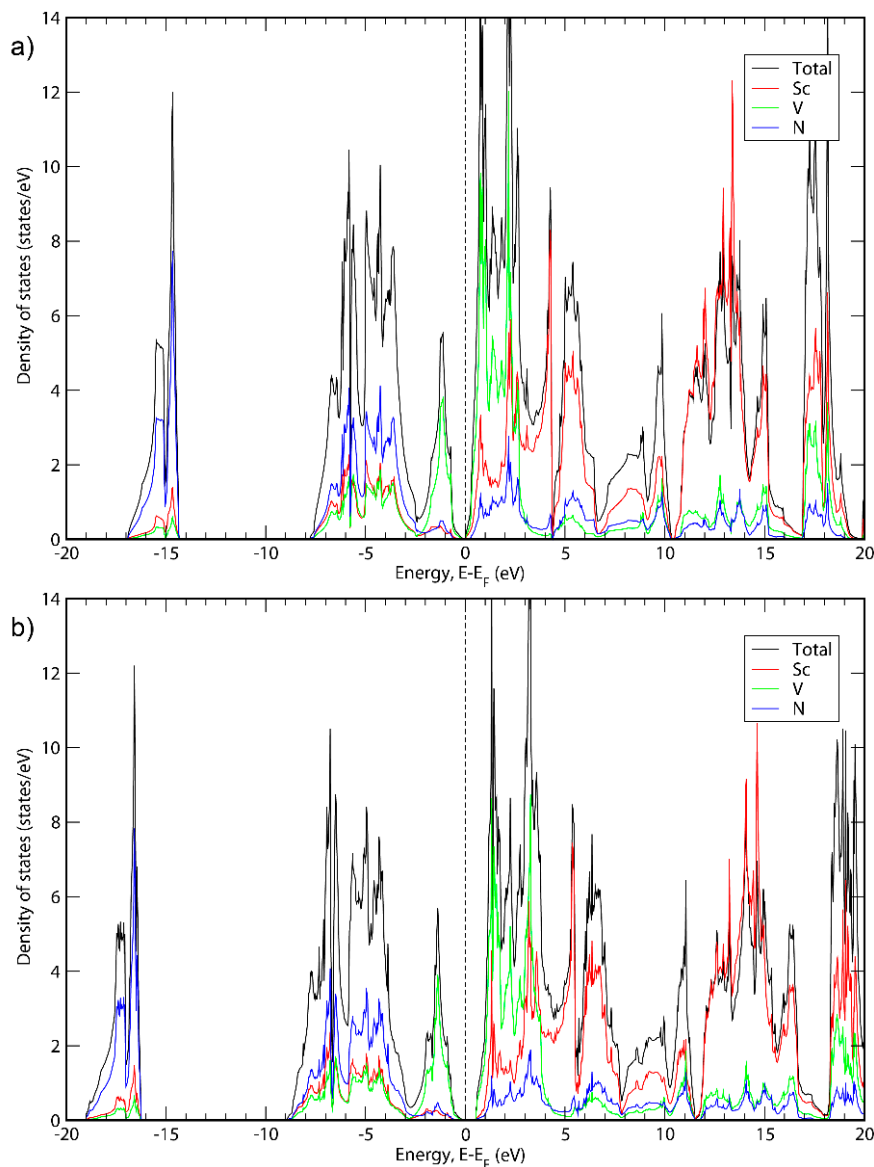 a)
Density of states (states/eV)
14
12
10
8
6
4
2
0
Total
Sc
V
N
-20 -15 -10 -5 0 5 10 15 20
Energy, E-E_F (eV)
b)
Density of states (states/eV)
14
12
10
8
6
4
2
0
Total
Sc
V
N
-20 -15 -10 -5 0 5 10 15 20
Energy, E-E_F (eV)